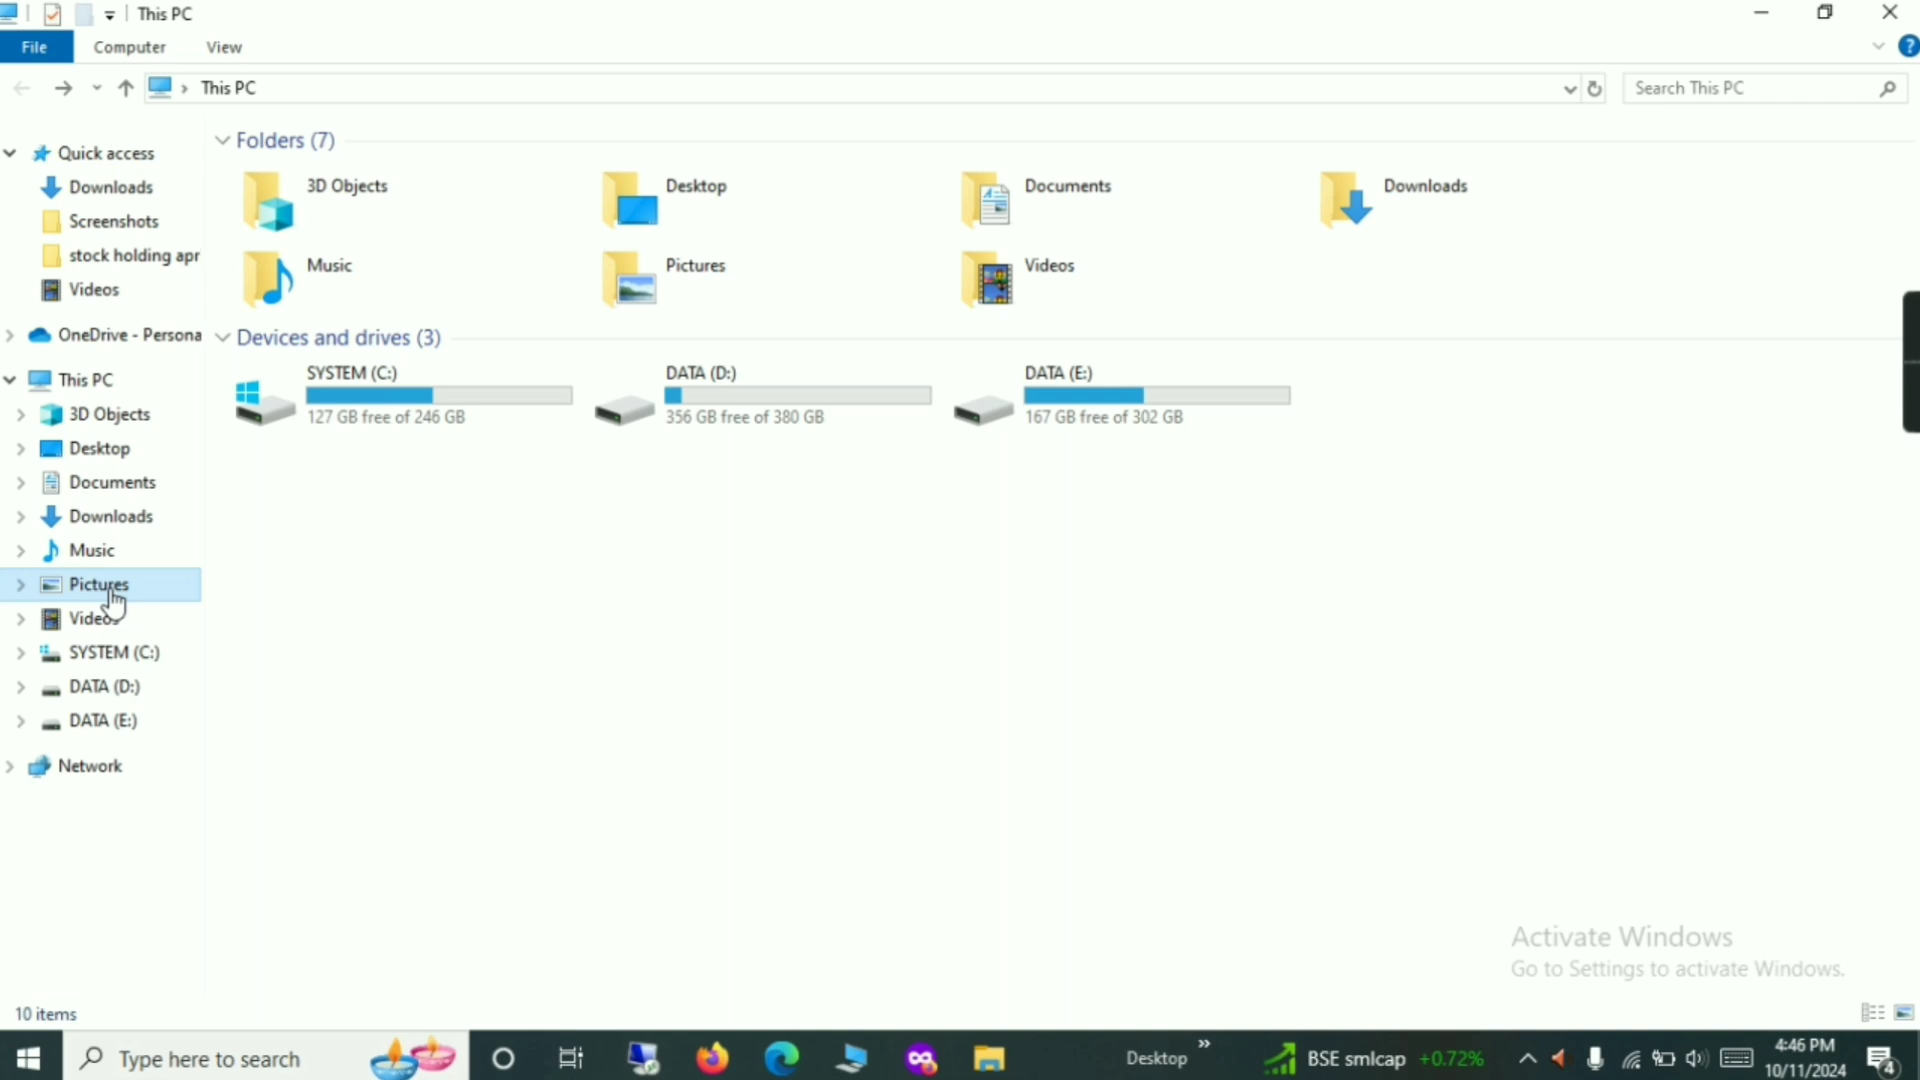 This PC
File Computer View
This PC
Search This PC
Quick access
Downloads
Screenshots
stock holding apr
Videos
OneDrive - Persona
This PC
3D Objects
Desktop
Documents
Downloads
Music
Pictures
Videos
SYSTEM (C:)
DATA (D:)
DATA (E:)
Network
Folders (7)
3D Objects
Desktop
Documents
Downloads
Music
Pictures
Videos
Devices and drives (3)
SYSTEM (C:)
127 GB free of 246 GB
DATA (D:)
356 GB free of 380 GB
DATA (E:)
167 GB free of 302 GB
Activate Windows
Go to Settings to activate Windows.
10 items
Type here to search
Desktop
BSE smlcap +0.72%
4:46 PM
10/11/2024
4